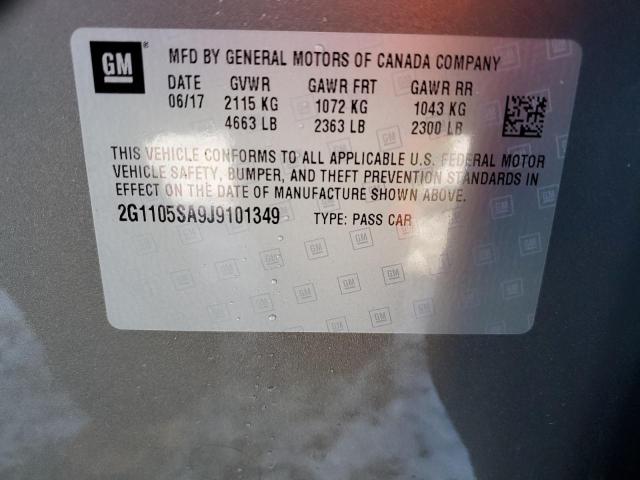 GM ® MFD BY GENERAL MOTORS OF CANADA COMPANY
DATE GVWR GAWR FRT GAWR RR
06/17 2115 KG 1072 KG 1043 KG
4663 LB 2363 LB 2300 LB
THIS VEHICLE CONFORMS TO ALL APPLICABLE U.S. FEDERAL MOTOR
VEHICLE SAFETY, BUMPER, AND THEFT PREVENTION STANDARDS IN
EFFECT ON THE DATE OF MANUFACTURE SHOWN ABOVE.
2G1105SA9J9101349 TYPE: PASS CAR